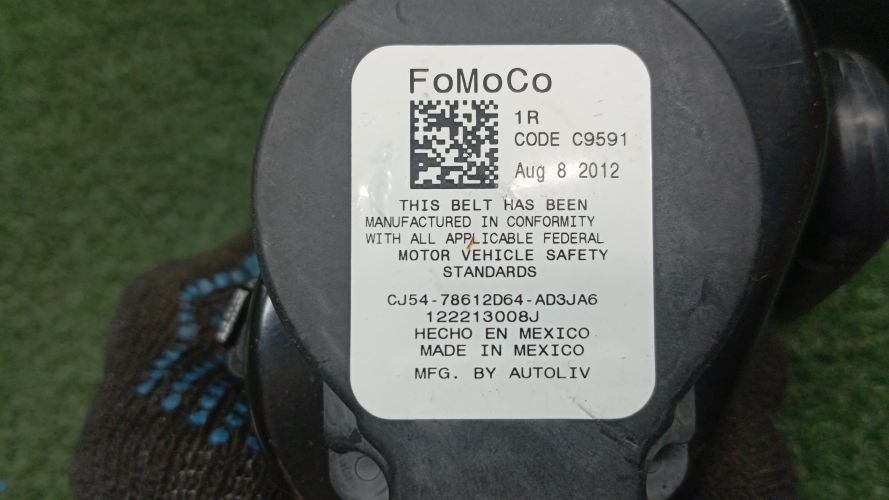 FoMoCo
1R
CODE C9591
Aug 8 2012
THIS BELT HAS BEEN
MANUFACTURED IN CONFORMITY
WITH ALL APPLICABLE FEDERAL
MOTOR VEHICLE SAFETY
STANDARDS
CJ54-78612D64-AD3JA6
122213008J
HECHO EN MEXICO
MADE IN MEXICO
MFG. BY AUTOLIV